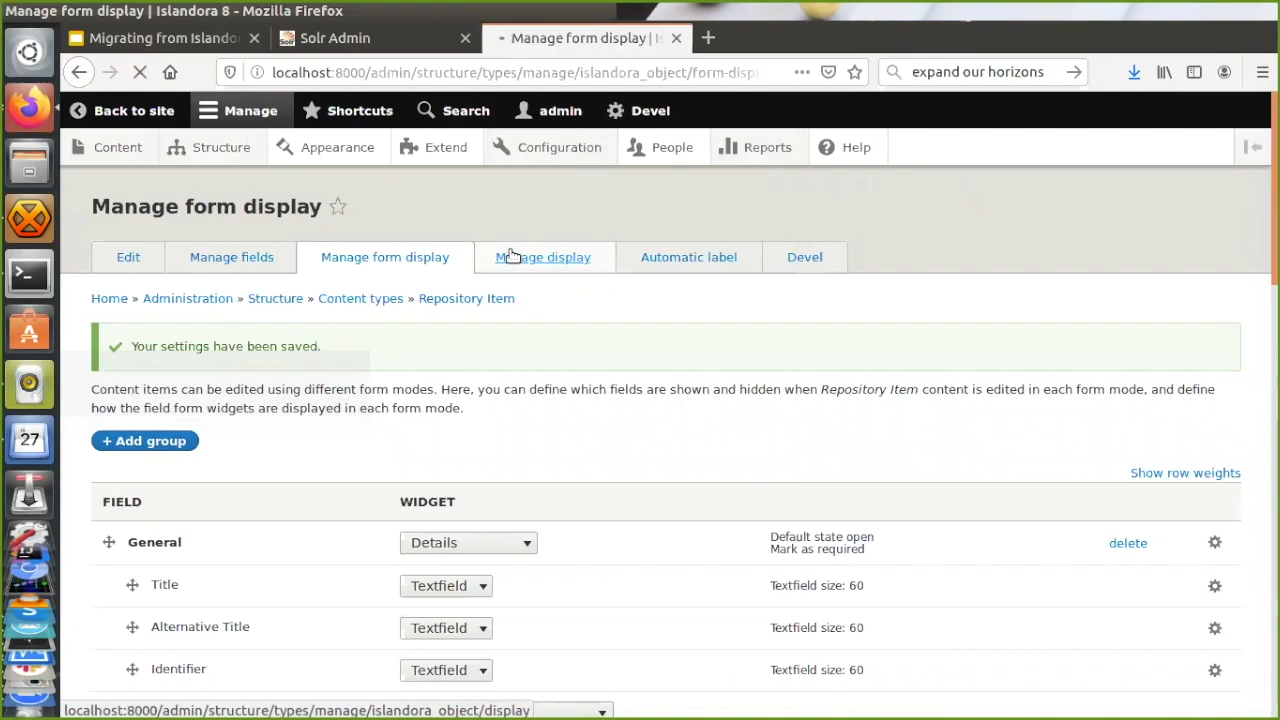 Manage form display | Islandora 8 - Mozilla Firefox
Migrating from Islando
Solr Admin
Manage form display | Is
localhost:8000/admin/structure/types/manage/islandora_object/form-disp
expand our horizons
Back to site
Manage
Shortcuts
Search
admin
Devel
Content
Structure
Appearance
Extend
Configuration
People
Reports
Help
Manage form display
Edit
Manage fields
Manage form display
Manage display
Automatic label
Devel
Home » Administration » Structure » Content types » Repository Item
Your settings have been saved.
Content items can be edited using different form modes. Here, you can define which fields are shown and hidden when Repository Item content is edited in each form mode, and define
how the field form widgets are displayed in each form mode.
+ Add group
Show row weights
FIELD WIDGET
General Details Default state open
Mark as required
delete
Title Textfield Textfield size: 60
Alternative Title Textfield Textfield size: 60
Identifier Textfield Textfield size: 60
27
localhost:8000/admin/structure/types/manage/islandora_object/display